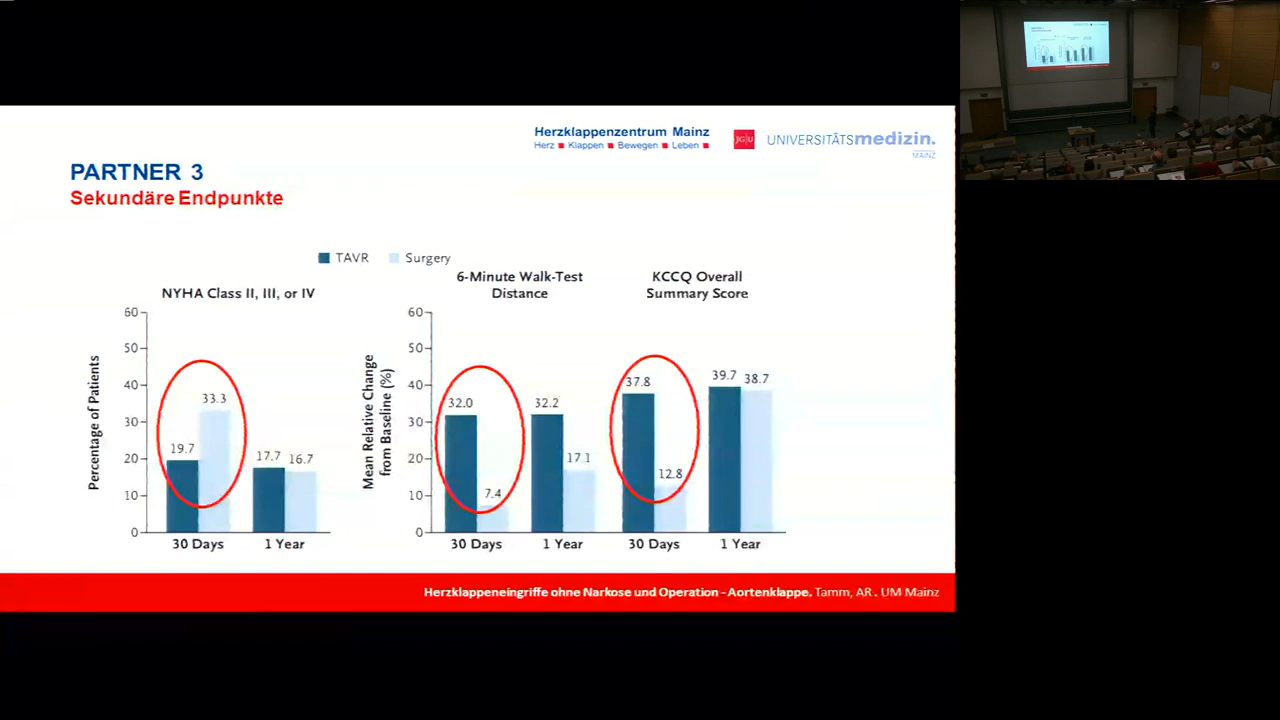 Herzklappenzentrum Mainz
Herz ■ Klappen ■ Bewegen ■ Leben ■
JG|U
UNIVERSITÄTSmedizin.
MAINZ
PARTNER 3
Sekundäre Endpunkte
TAVR Surgery
NYHA Class II, III, or IV
Percentage of Patients
60
50
40
30
20
10
0
19.7
33.3
17.7
16.7
30 Days
1 Year
6-Minute Walk-Test
Distance
KCCQ Overall
Summary Score
Mean Relative Change
from Baseline (%)
60
50
40
30
20
10
0
32.0
7.4
32.2
17.1
37.8
12.8
39.7
38.7
30 Days
1 Year
30 Days
1 Year
Herzklappeneingriffe ohne Narkose und Operation - Aortenklappe. Tamm, AR. UM Mainz